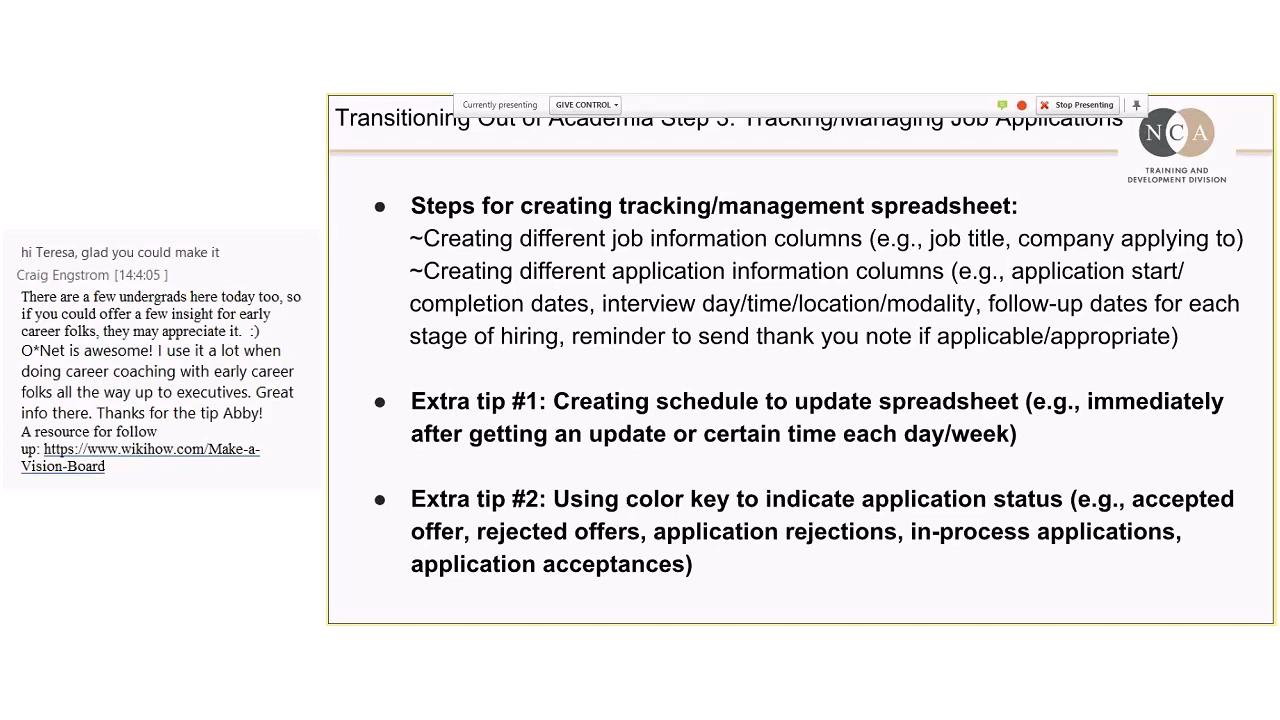 hi Teresa, glad you could make it
Craig Engstrom [14:4:05 ]
There are a few undergrads here today too, so
if you could offer a few insight for early
career folks, they may appreciate it.  :)
O*Net is awesome! I use it a lot when
doing career coaching with early career
folks all the way up to executives. Great
info there. Thanks for the tip Abby!
A resource for follow
up: https://www.wikihow.com/Make-a-
Vision-Board
Currently presenting
GIVE CONTROL
Stop Presenting
Transitioning Out of Academia Step 3: Tracking/Managing Job Applications
NCA
TRAINING AND
DEVELOPMENT DIVISION
● Steps for creating tracking/management spreadsheet:
~Creating different job information columns (e.g., job title, company applying to)
~Creating different application information columns (e.g., application start/
completion dates, interview day/time/location/modality, follow-up dates for each
stage of hiring, reminder to send thank you note if applicable/appropriate)
● Extra tip #1: Creating schedule to update spreadsheet (e.g., immediately
after getting an update or certain time each day/week)
● Extra tip #2: Using color key to indicate application status (e.g., accepted
offer, rejected offers, application rejections, in-process applications,
application acceptances)